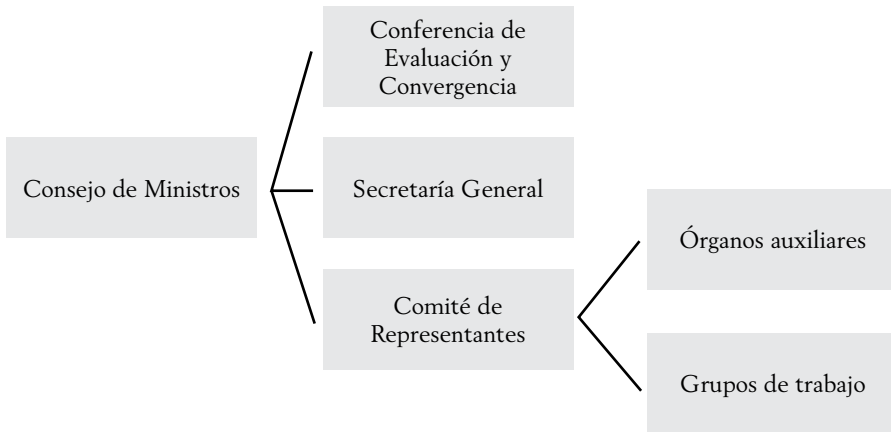 Conferencia de
Evaluación y
Convergencia
Consejo de Ministros
Secretaría General
Órganos auxiliares
Comité de
Representantes
Grupos de trabajo